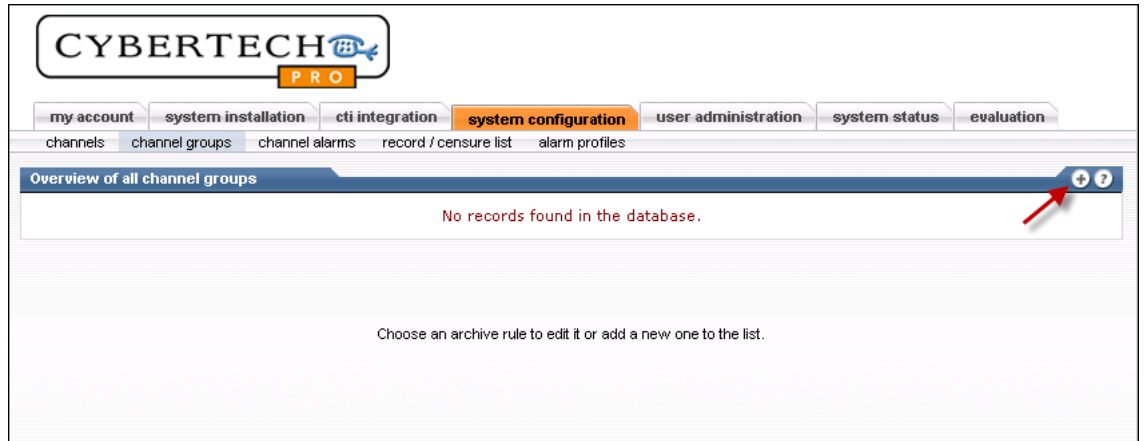 CYBERTECH
PRO
my account system installation cti integration system configuration user administration system status evaluation
channels channel groups channel alarms record / censure list alarm profiles
Overview of all channel groups + ?
No records found in the database.
Choose an archive rule to edit it or add a new one to the list.